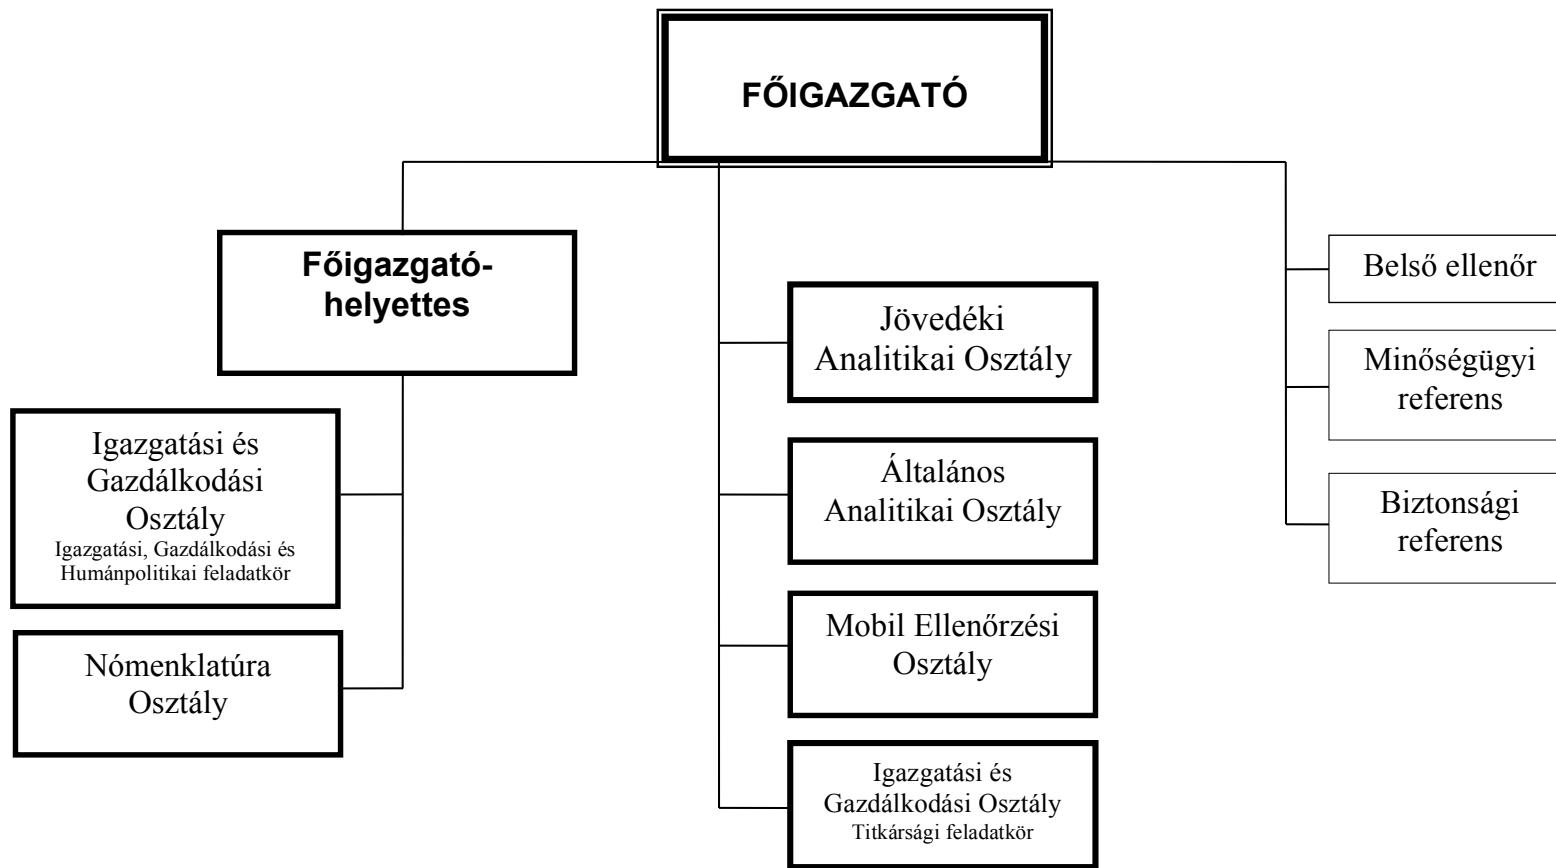 FŐIGAZGATÓ
Főigazgató-
helyettes
Igazgatási és
Gazdálkodási
Osztály
Igazgatási, Gazdálkodási és
Humánpolitikai feladatkör
Nómenklatúra
Osztály
Jövedéki
Analitikai Osztály
Általános
Analitikai Osztály
Mobil Ellenőrzési
Osztály
Igazgatási és
Gazdálkodási Osztály
Titkársági feladatkör
Belső ellenőr
Minőségügyi
referens
Biztonsági
referens